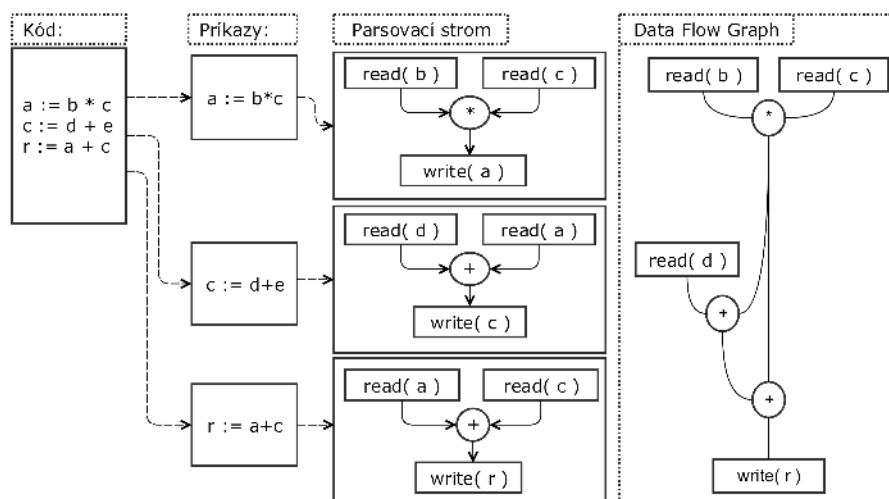 Kód:
Príkazy:
Parsovací strom
Data Flow Graph
a := b * c
c := d + e
r := a + c
a := b*c
read( b )
read( c )
*
write( a )
c := d+e
read( d )
read( a )
+
write( c )
r := a+c
read( a )
read( c )
+
write( r )
read( b )
read( c )
*
read( d )
+
+
write( r )